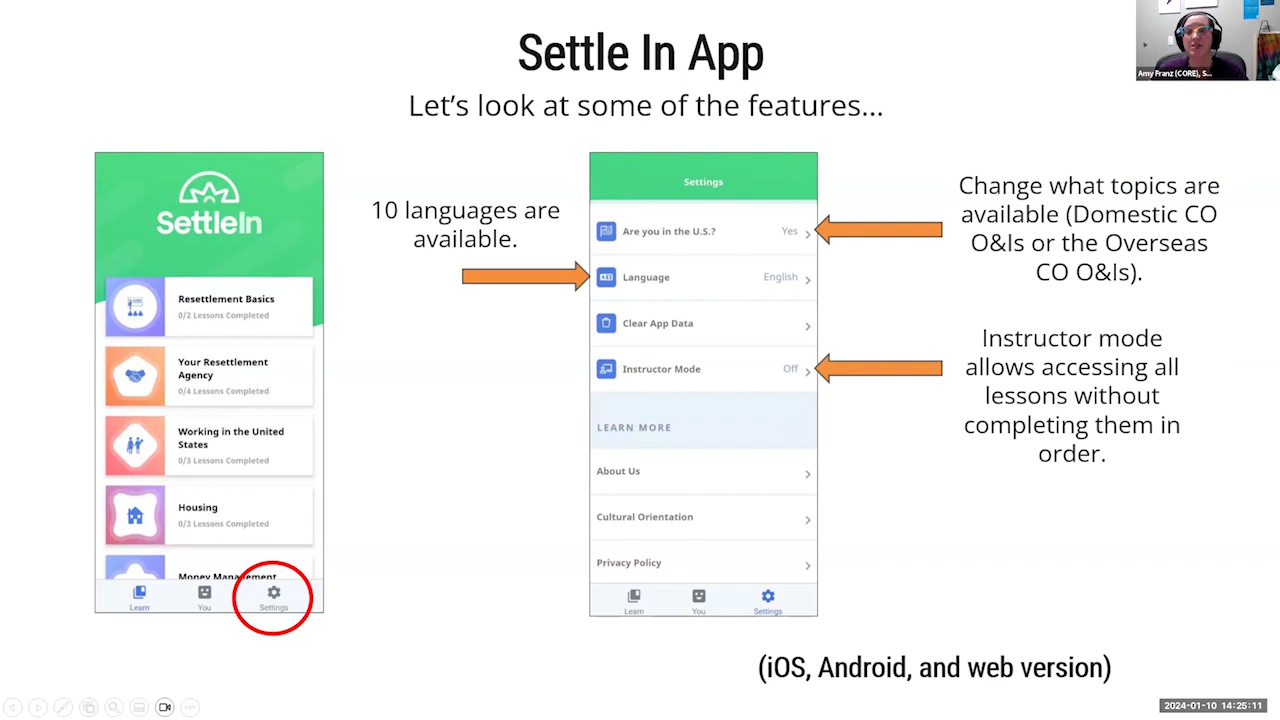 Settle In App
Let's look at some of the features...
Amy Franz (CORE), S...
SettleIn
Resettlement Basics
0/2 Lessons Completed
Your Resettlement
Agency
0/4 Lessons Completed
Working in the United
States
0/3 Lessons Completed
Housing
0/3 Lessons Completed
Money Management
Learn
You
Settings
10 languages are
available.
Settings
Are you in the U.S.?
Yes
Language
English
Clear App Data
Instructor Mode
Off
LEARN MORE
About Us
Cultural Orientation
Privacy Policy
Learn
You
Settings
Change what topics are
available (Domestic CO
O&Is or the Overseas
CO O&Is).
Instructor mode
allows accessing all
lessons without
completing them in
order.
(iOS, Android, and web version)
2024-01-10 14:25:11